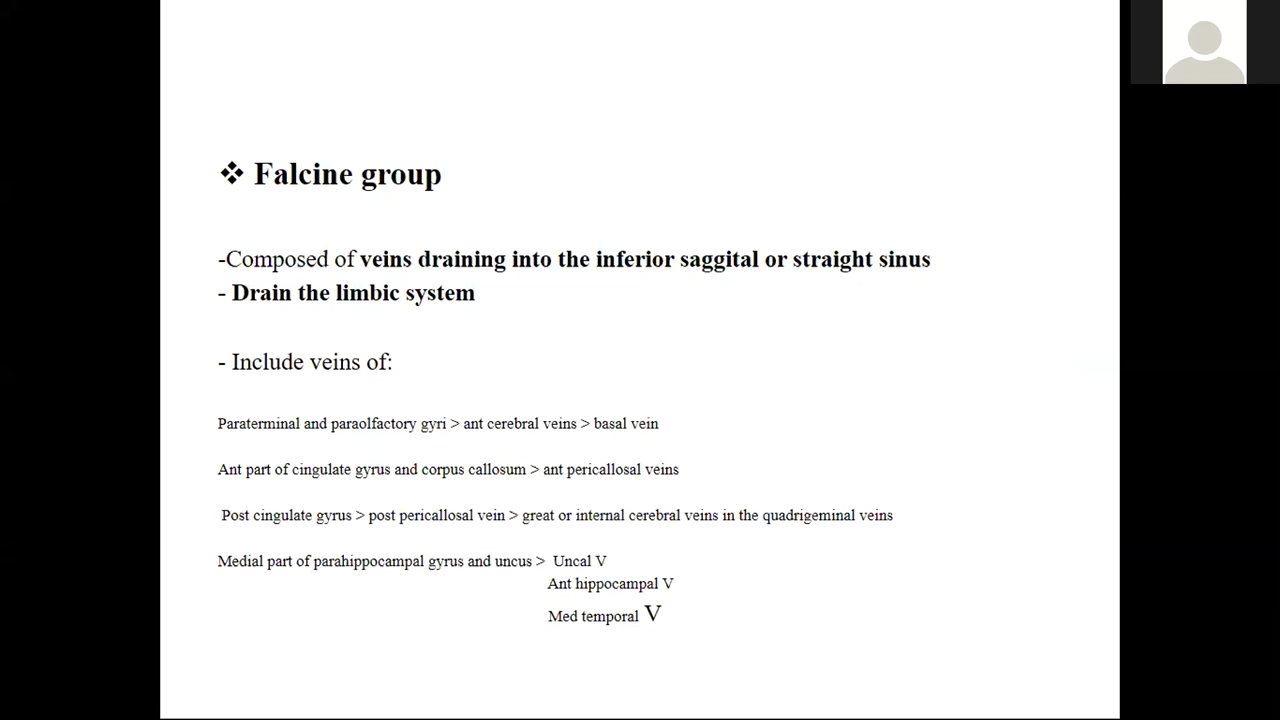 ❖ Falcine group
-Composed of veins draining into the inferior saggital or straight sinus
- Drain the limbic system
- Include veins of:
Paraterminal and paraolfactory gyri > ant cerebral veins > basal vein
Ant part of cingulate gyrus and corpus callosum > ant pericallosal veins
Post cingulate gyrus > post pericallosal vein > great or internal cerebral veins in the quadrigeminal veins
Medial part of parahippocampal gyrus and uncus > Uncal V
Ant hippocampal V
Med temporal V